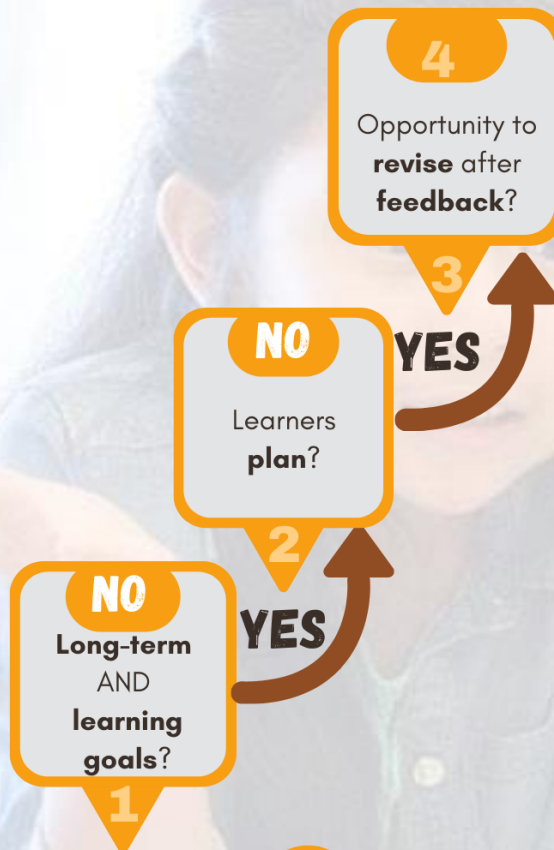 4
Opportunity to
revise after
feedback?
3
NO
YES
Learners
plan?
2
NO
YES
Long-term
AND
learning
goals?
1